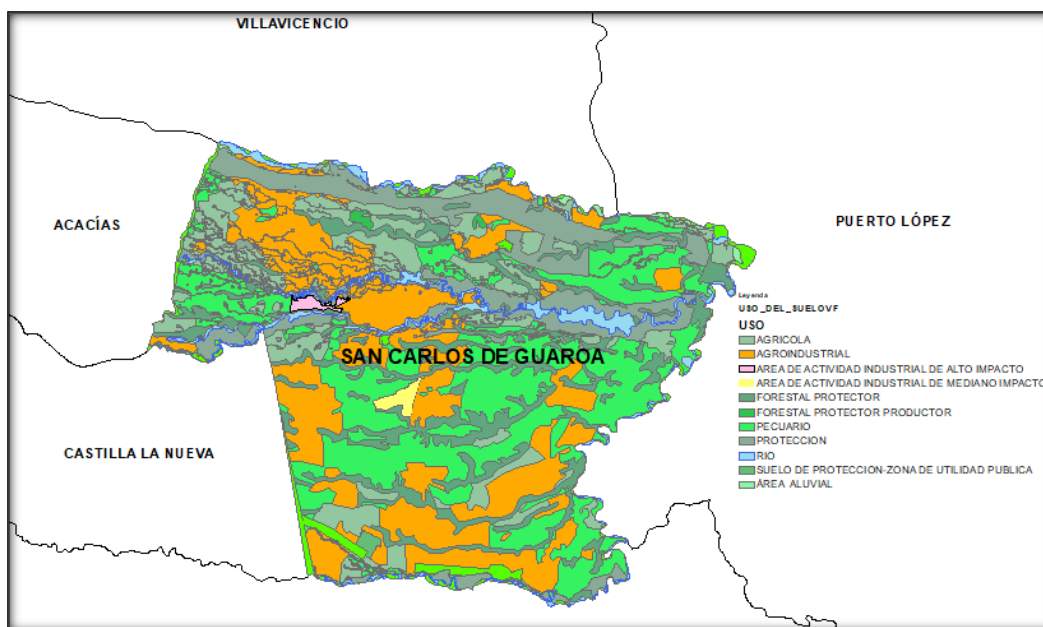 VILLAVICENCIO
ACACÍAS
PUERTO LÓPEZ
SAN CARLOS DE GUAROA
CASTILLA LA NUEVA
Leyenda
USO_DEL_SUELOVF
USO
AGRICOLA
AGROINDUSTRIAL
AREA DE ACTIVIDAD INDUSTRIAL DE ALTO IMPACTO
AREA DE ACTIVIDAD INDUSTRIAL DE MEDIANO IMPACTO
FORESTAL PROTECTOR
FORESTAL PROTECTOR PRODUCTOR
PECUARIO
PROTECCION
RIO
SUELO DE PROTECCION-ZONA DE UTILIDAD PUBLICA
ÁREA ALUVIAL